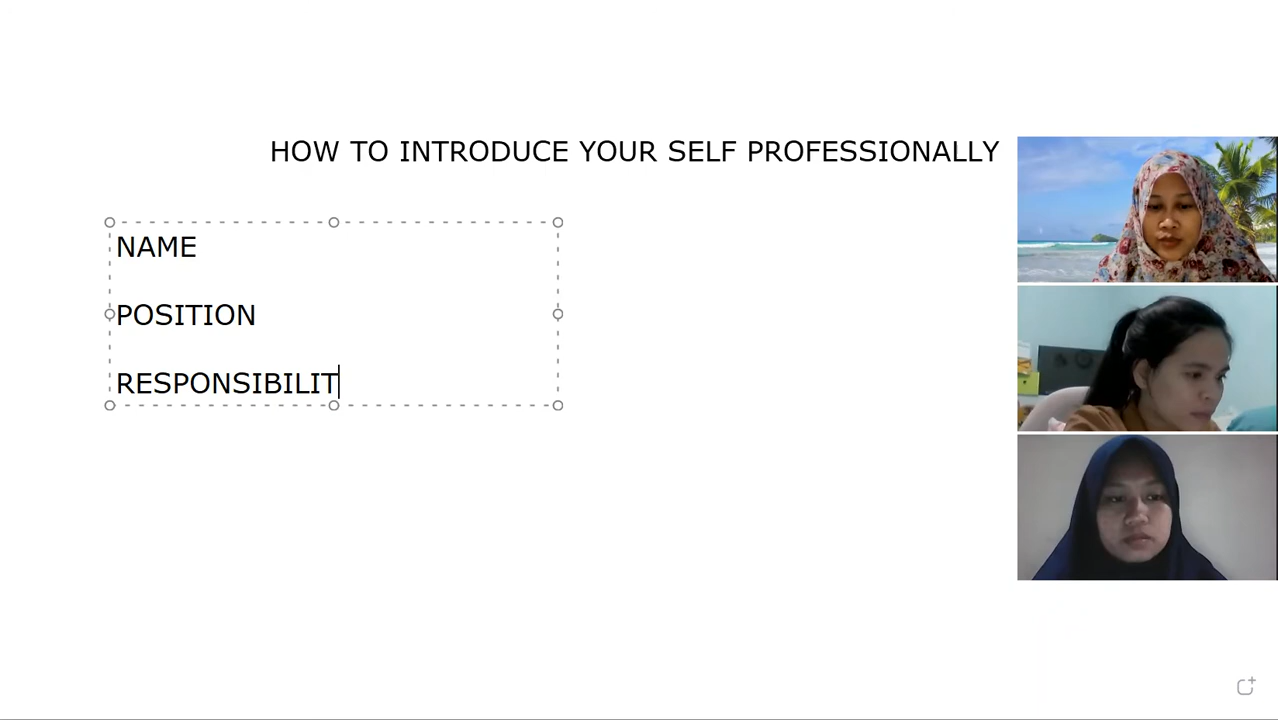 HOW TO INTRODUCE YOUR SELF PROFESSIONALLY
NAME
POSITION
RESPONSIBILIT